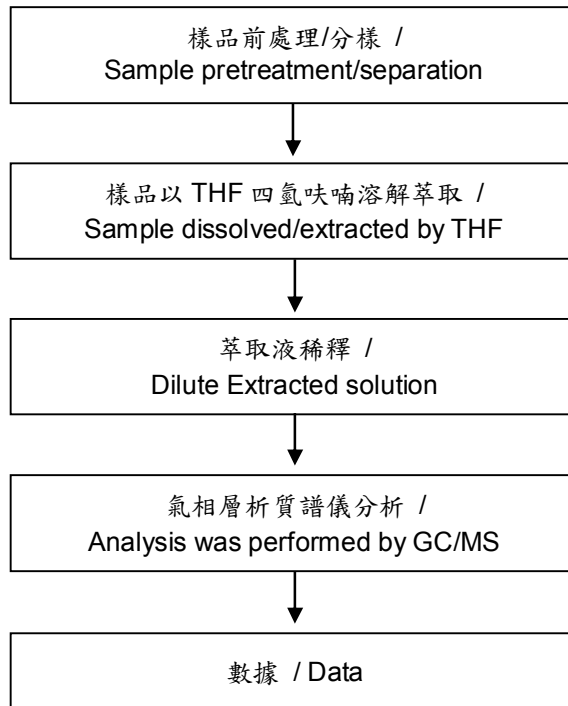 樣品前處理/分樣 /
Sample pretreatment/separation
樣品以 THF 四氫呋喃溶解萃取 /
Sample dissolved/extracted by THF
萃取液稀釋 /
Dilute Extracted solution
氣相層析質譜儀分析 /
Analysis was performed by GC/MS
數據 / Data